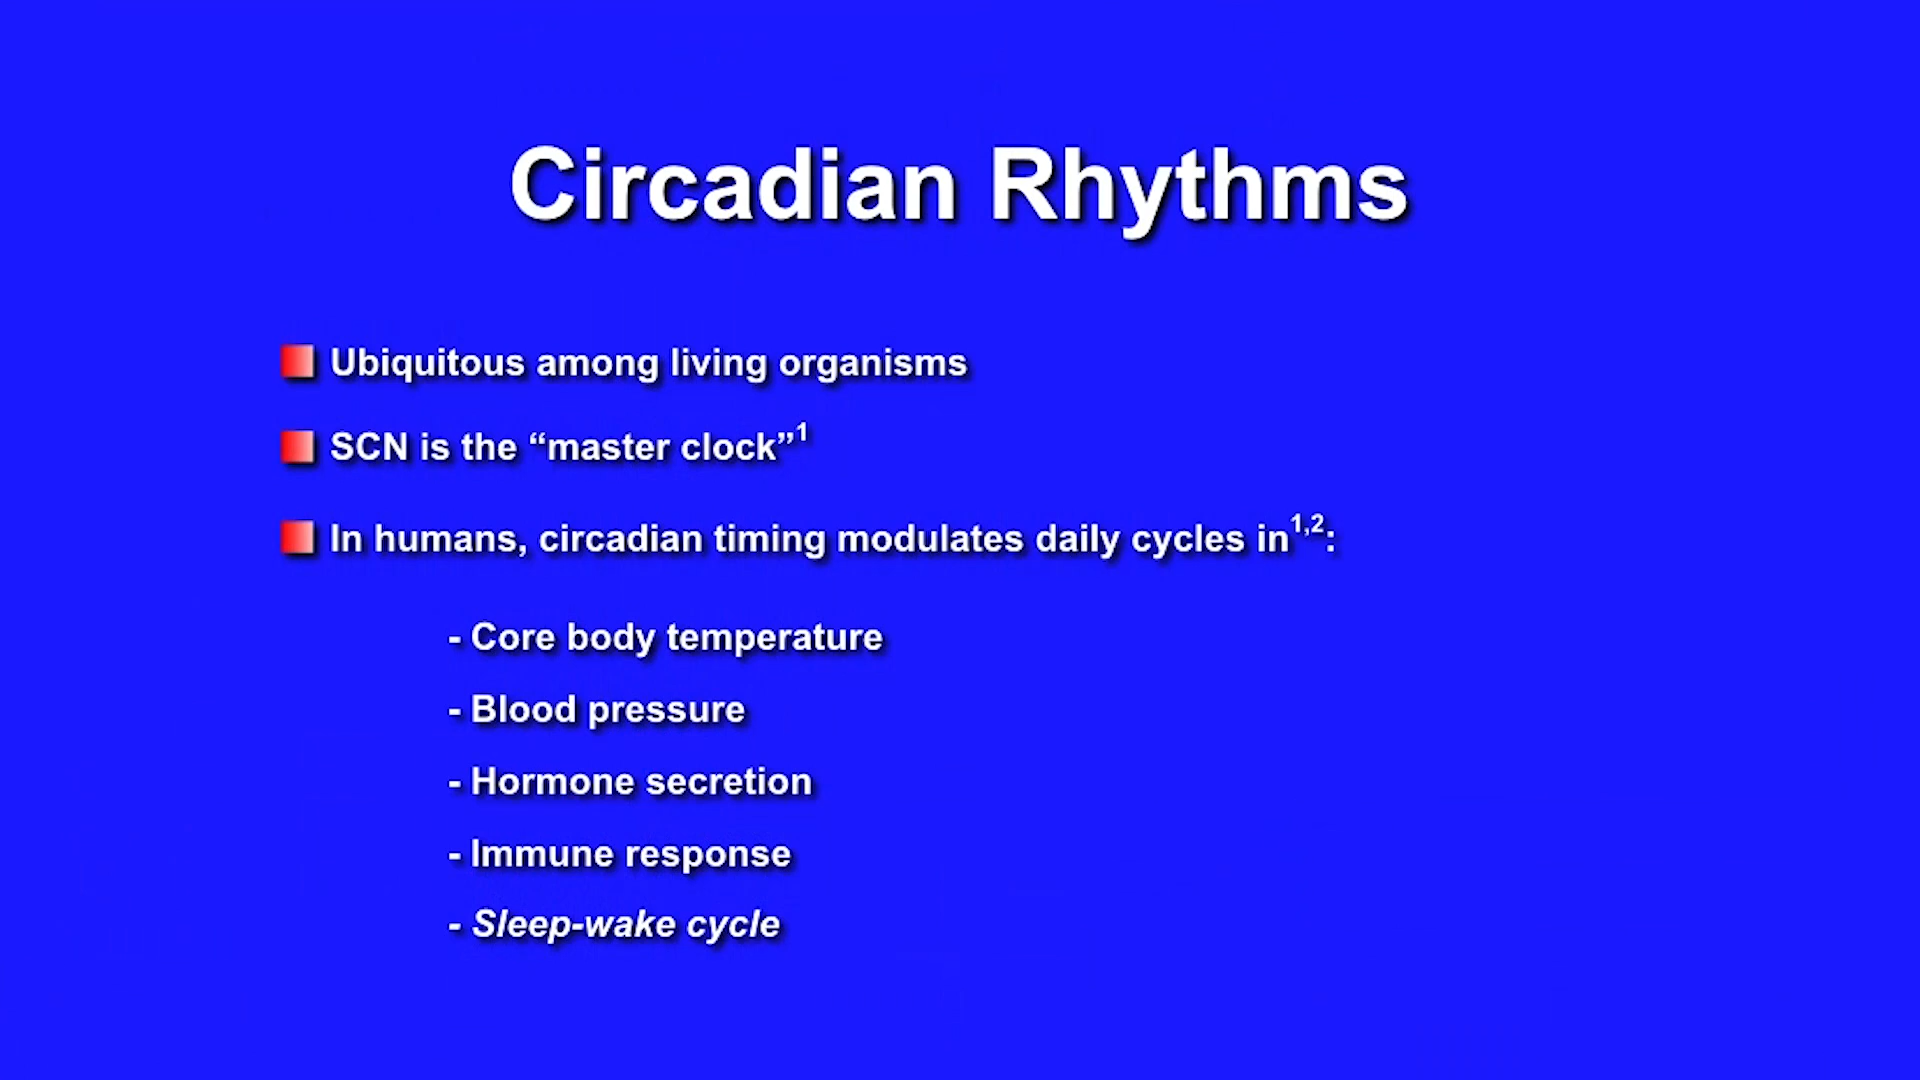 Circadian Rhythms
Ubiquitous among living organisms
SCN is the “master clock”1
In humans, circadian timing modulates daily cycles in1,2:
- Core body temperature
- Blood pressure
- Hormone secretion
- Immune response
- Sleep-wake cycle